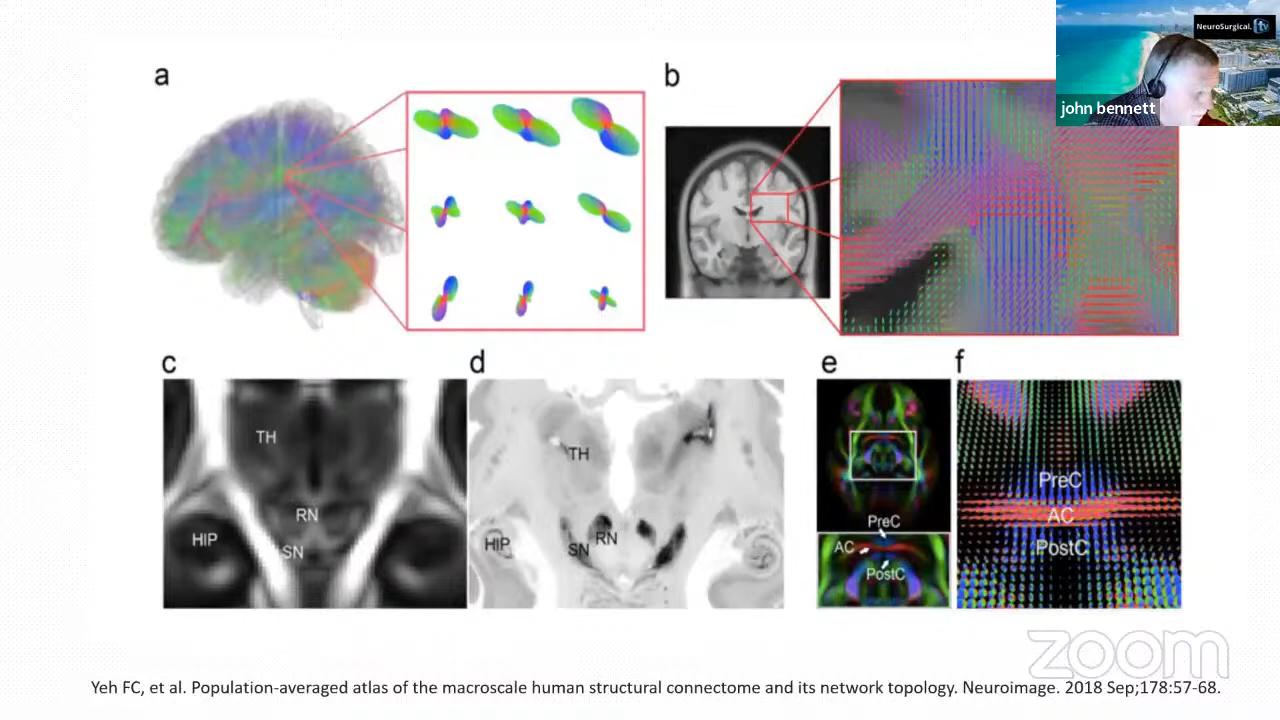 NeuroSurgical.tv
john bennett
a
b
c
d
e
f
TH
RN
HIP
SN
TH
HIP
SN
RN
PreC
AC
PostC
PreC
AC
PostC
zoom
Yeh FC, et al. Population-averaged atlas of the macroscale human structural connectome and its network topology. Neuroimage. 2018 Sep;178:57-68.